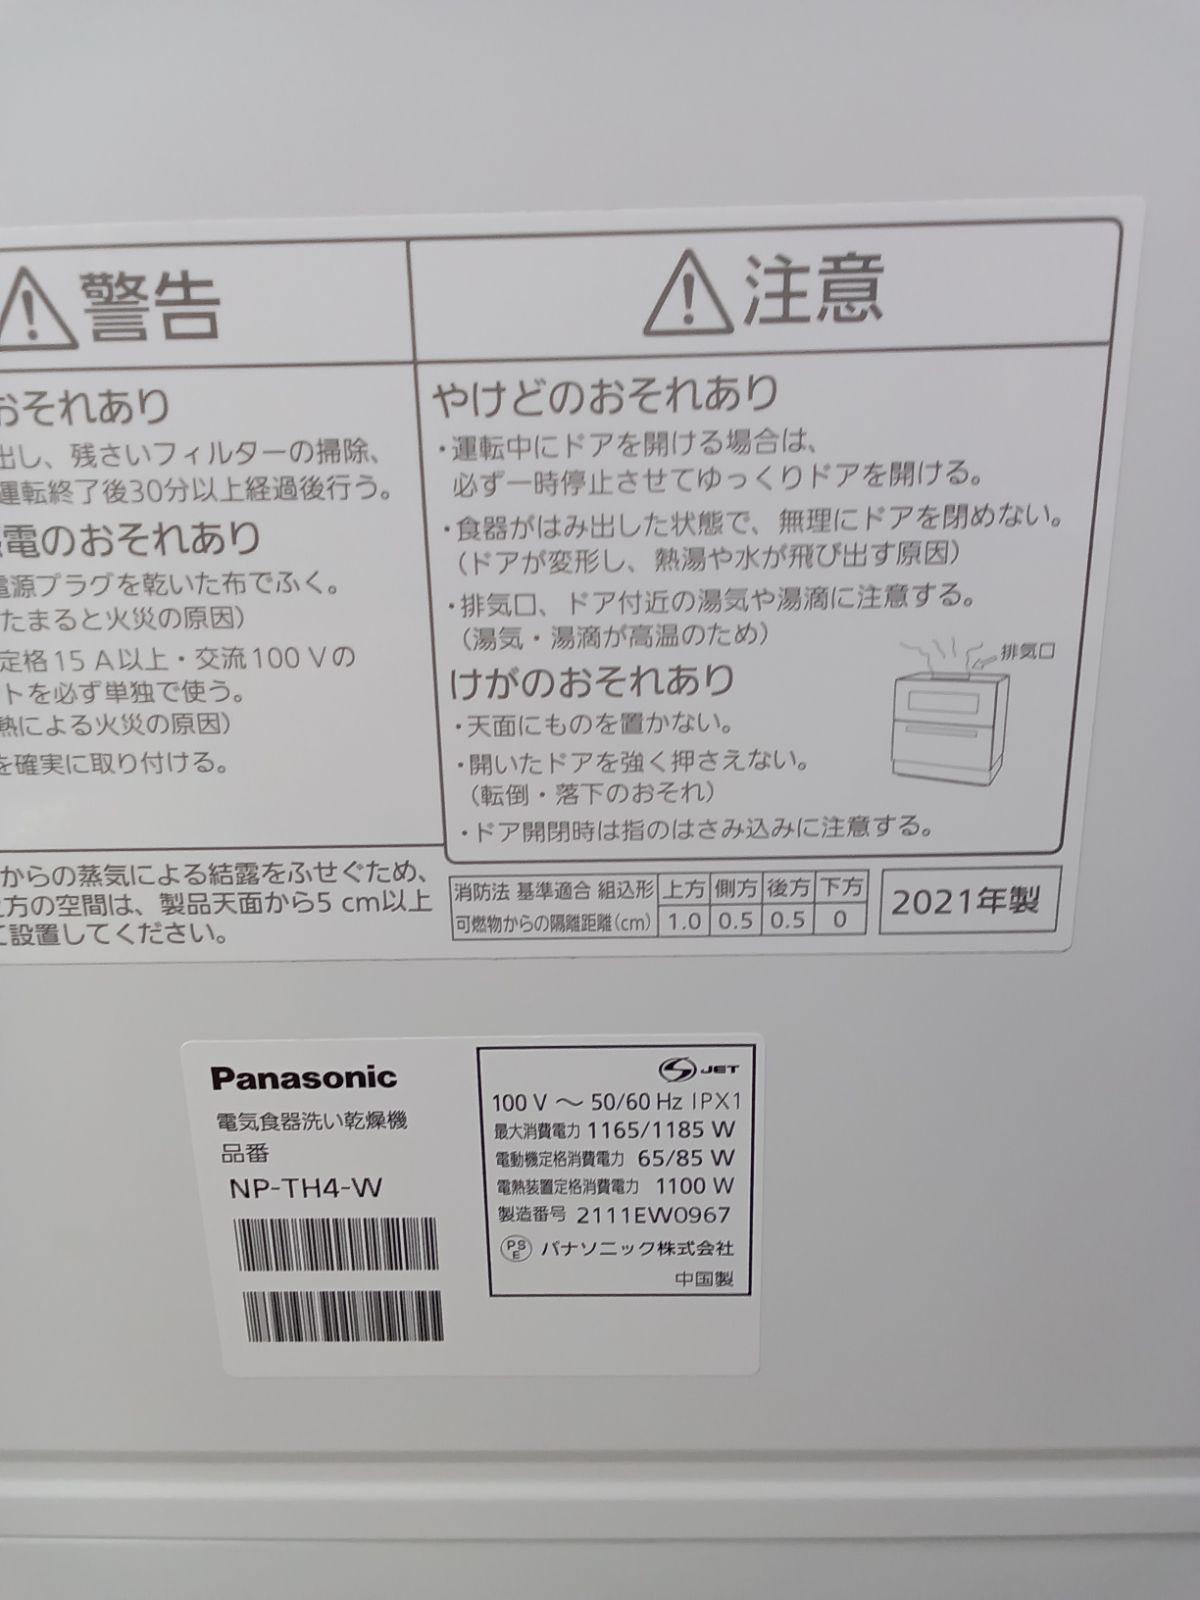 警告
おそれあり
出し、残さいフィルターの掃除、
運転終了後30分以上経過後行う。
電のおそれあり
電源プラグを乾いた布でふく。
たまると火災の原因）
定格15 A以上・交流100 Vの
トを必ず単独で使う。
熱による火災の原因）
を確実に取り付ける。
からの蒸気による結露をふせぐため、
方の空間は、製品天面から5 cm以上
設置してください。
注意
やけどのおそれあり
・運転中にドアを開ける場合は、
必ず一時停止させてゆっくりドアを開ける。
・食器がはみ出した状態で、無理にドアを閉めない。
（ドアが変形し、熱湯や水が飛び出す原因）
・排気口、ドア付近の湯気や湯滴に注意する。
（湯気・湯滴が高温のため）
排気口
けがのおそれあり
・天面にものを置かない。
・開いたドアを強く押さえない。
（転倒・落下のおそれ）
・ドア開閉時は指のはさみ込みに注意する。
消防法 基準適合 組込形 上方 側方 後方 下方
可燃物からの隔離距離(cm) 1.0 0.5 0.5 0
2021年製
Panasonic
電気食器洗い乾燥機
品番
NP-TH4-W
S JET
100 V ～ 50/60 Hz IPX1
最大消費電力 1165/1185 W
電動機定格消費電力 65/85 W
電熱装置定格消費電力 1100 W
製造番号 2111EW0967
PS E パナソニック株式会社
中国製